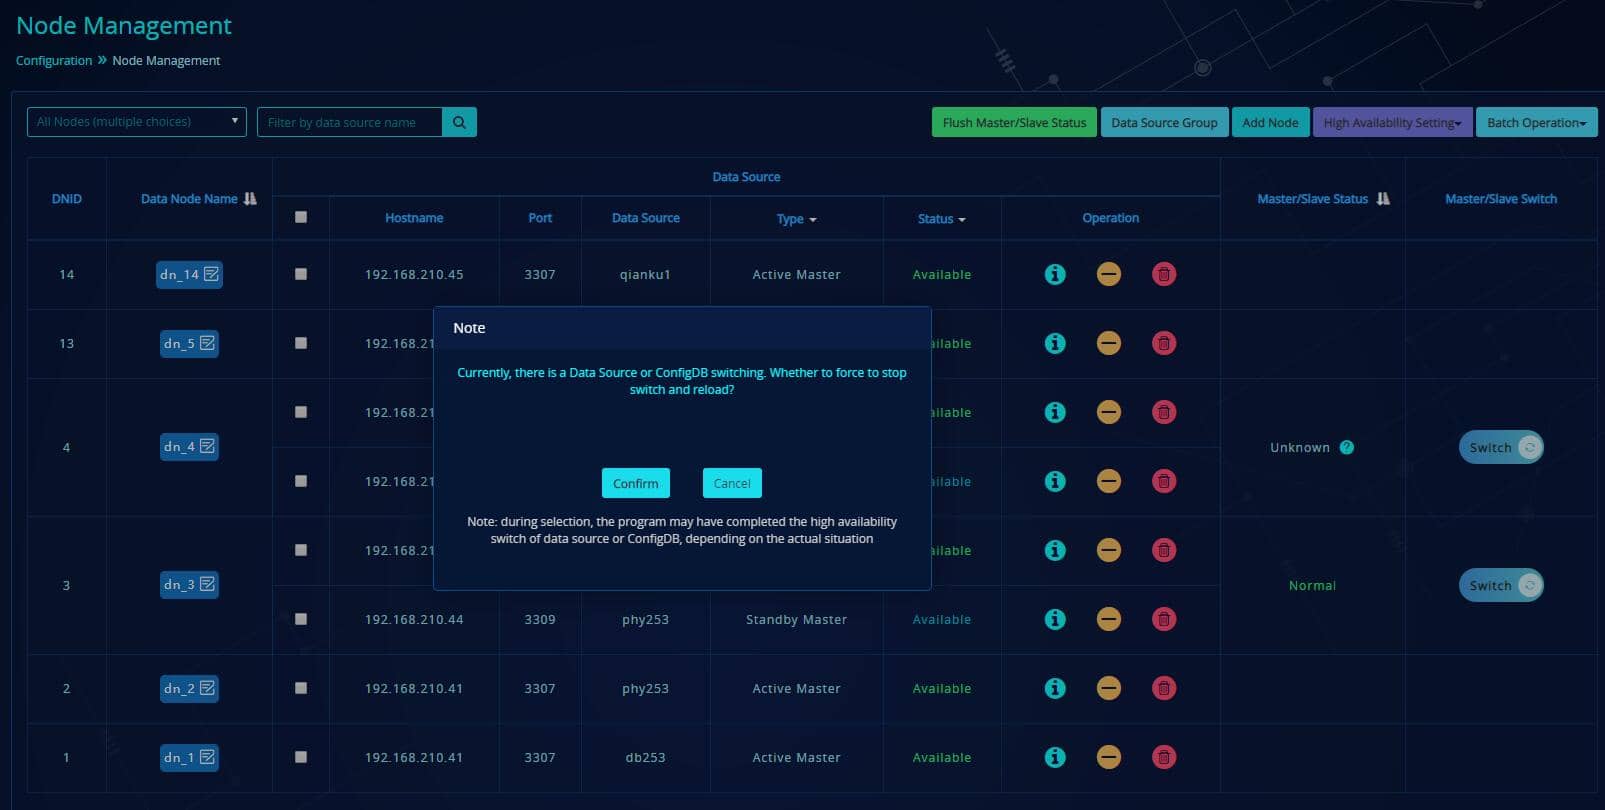 Node Management
Configuration » Node Management
All Nodes (multiple choices)
Filter by data source name
Flush Master/Slave Status
Data Source Group
Add Node
High Availability Setting
Batch Operation
DNID
Data Node Name
Data Source
Master/Slave Status
Master/Slave Switch
Hostname
Port
Data Source
Type
Status
Operation
14
dn_14
192.168.210.45
3307
qianku1
Active Master
Available
13
dn_5
192.168.21
ailable
4
dn_4
192.168.21
ailable
Unknown ?
Switch
192.168.21
ailable
3
dn_3
192.168.21
ailable
Normal
Switch
192.168.210.44
3309
phy253
Standby Master
Available
2
dn_2
192.168.210.41
3307
phy253
Active Master
Available
1
dn_1
192.168.210.41
3307
db253
Active Master
Available
Note
Currently, there is a Data Source or ConfigDB switching. Whether to force to stop
switch and reload?
Confirm
Cancel
Note: during selection, the program may have completed the high availability
switch of data source or ConfigDB, depending on the actual situation